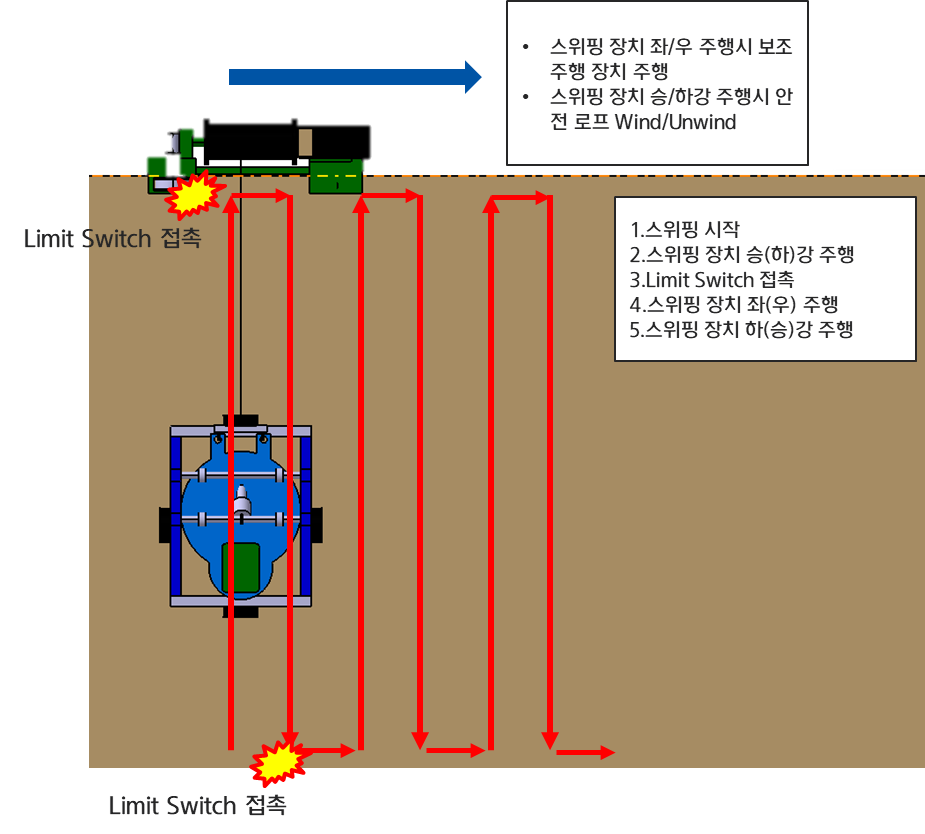 • 스위핑 장치 좌/우 주행시 보조
주행 장치 주행
• 스위핑 장치 승/하강 주행시 안
전 로프 Wind/Unwind
Limit Switch 접촉
1.스위핑 시작
2.스위핑 장치 승(하)강 주행
3.Limit Switch 접촉
4.스위핑 장치 좌(우) 주행
5.스위핑 장치 하(승)강 주행
Limit Switch 접촉